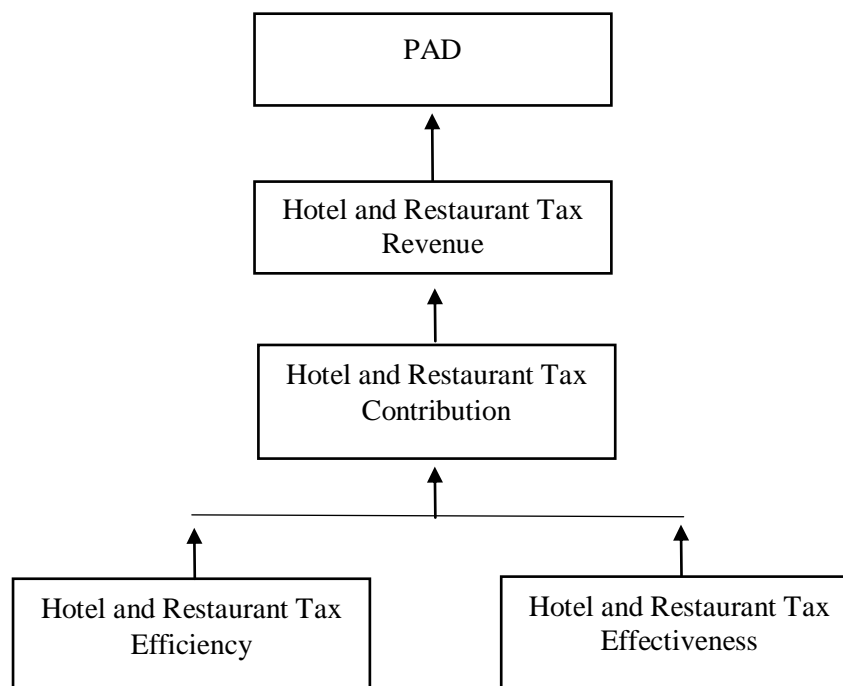 PAD
Hotel and Restaurant Tax
Revenue
Hotel and Restaurant Tax
Contribution
Hotel and Restaurant Tax
Efficiency
Hotel and Restaurant Tax
Effectiveness